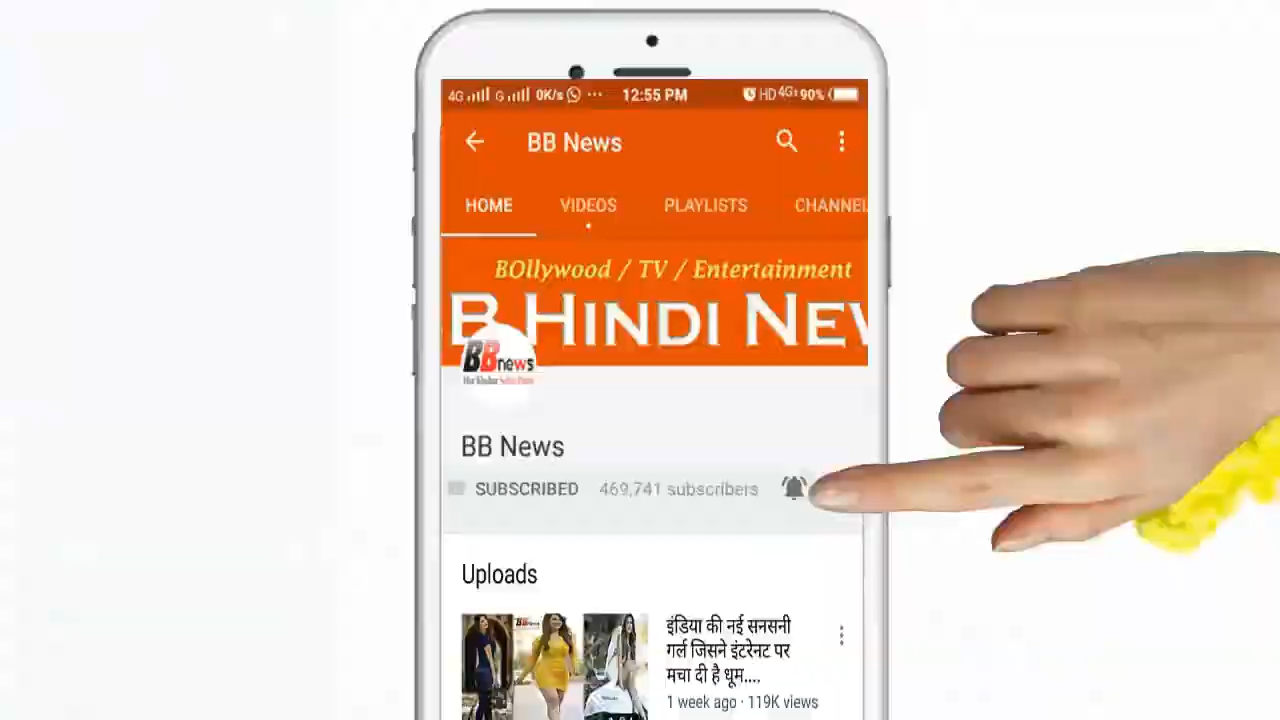 4G G 0K/s ... 12:55 PM HD 4G 90%
BB News
HOME VIDEOS PLAYLISTS CHANNEL
BOllywood / TV / Entertainment
B HINDI NEW
BBnews
BB News
SUBSCRIBED 469,741 subscribers
Uploads
इंडिया की नई सनसनी
गर्ल जिसने इंटरनेट पर
मचा दी है धूम....
1 week ago · 119K views